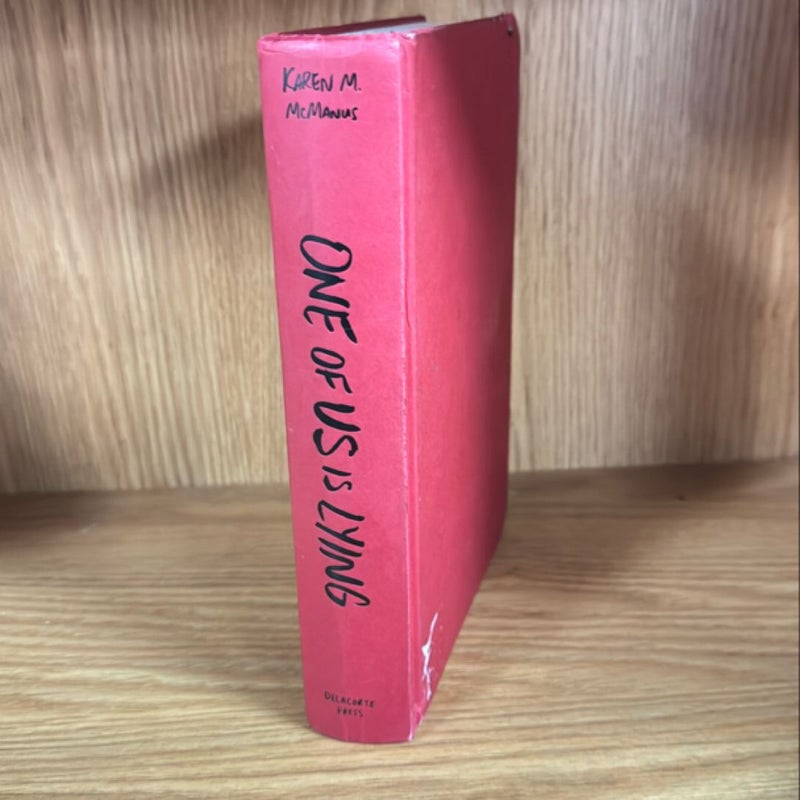 KAREN M.
MCMANUS
ONE OF US IS LYING
DELACORTE
PRESS